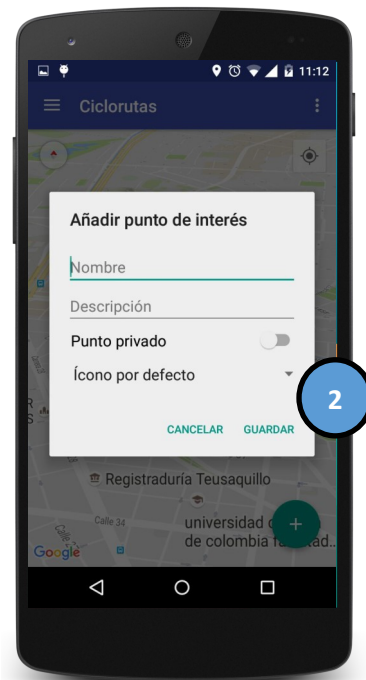 11:12
Ciclorutas
Añadir punto de interés
Nombre
Descripción
Punto privado
Ícono por defecto
2
CANCELAR GUARDAR
Registraduría Teusaquillo
Calle 34
universidad
de colombia
Google